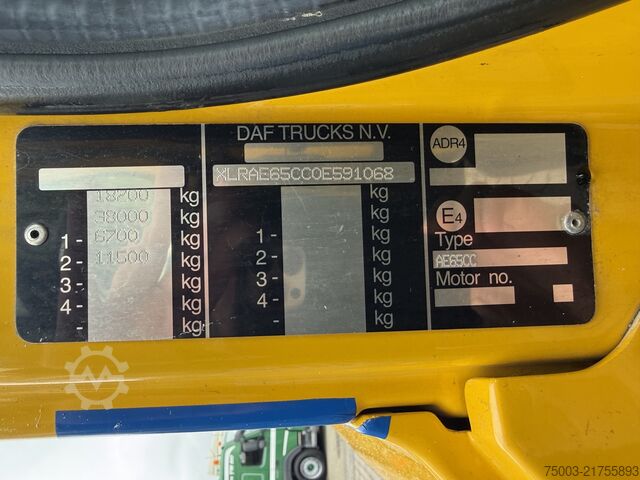 DAF TRUCKS N.V.
XLRAE65CC0E591068
18200 kg
38000 kg
1- 6700 kg
2- 11500 kg
3- kg
4- kg
- kg
kg
kg
1- kg
2- kg
3- kg
4- kg
- kg
ADR4
E4
Type
AE65CC
Motor no.
75003-21755893